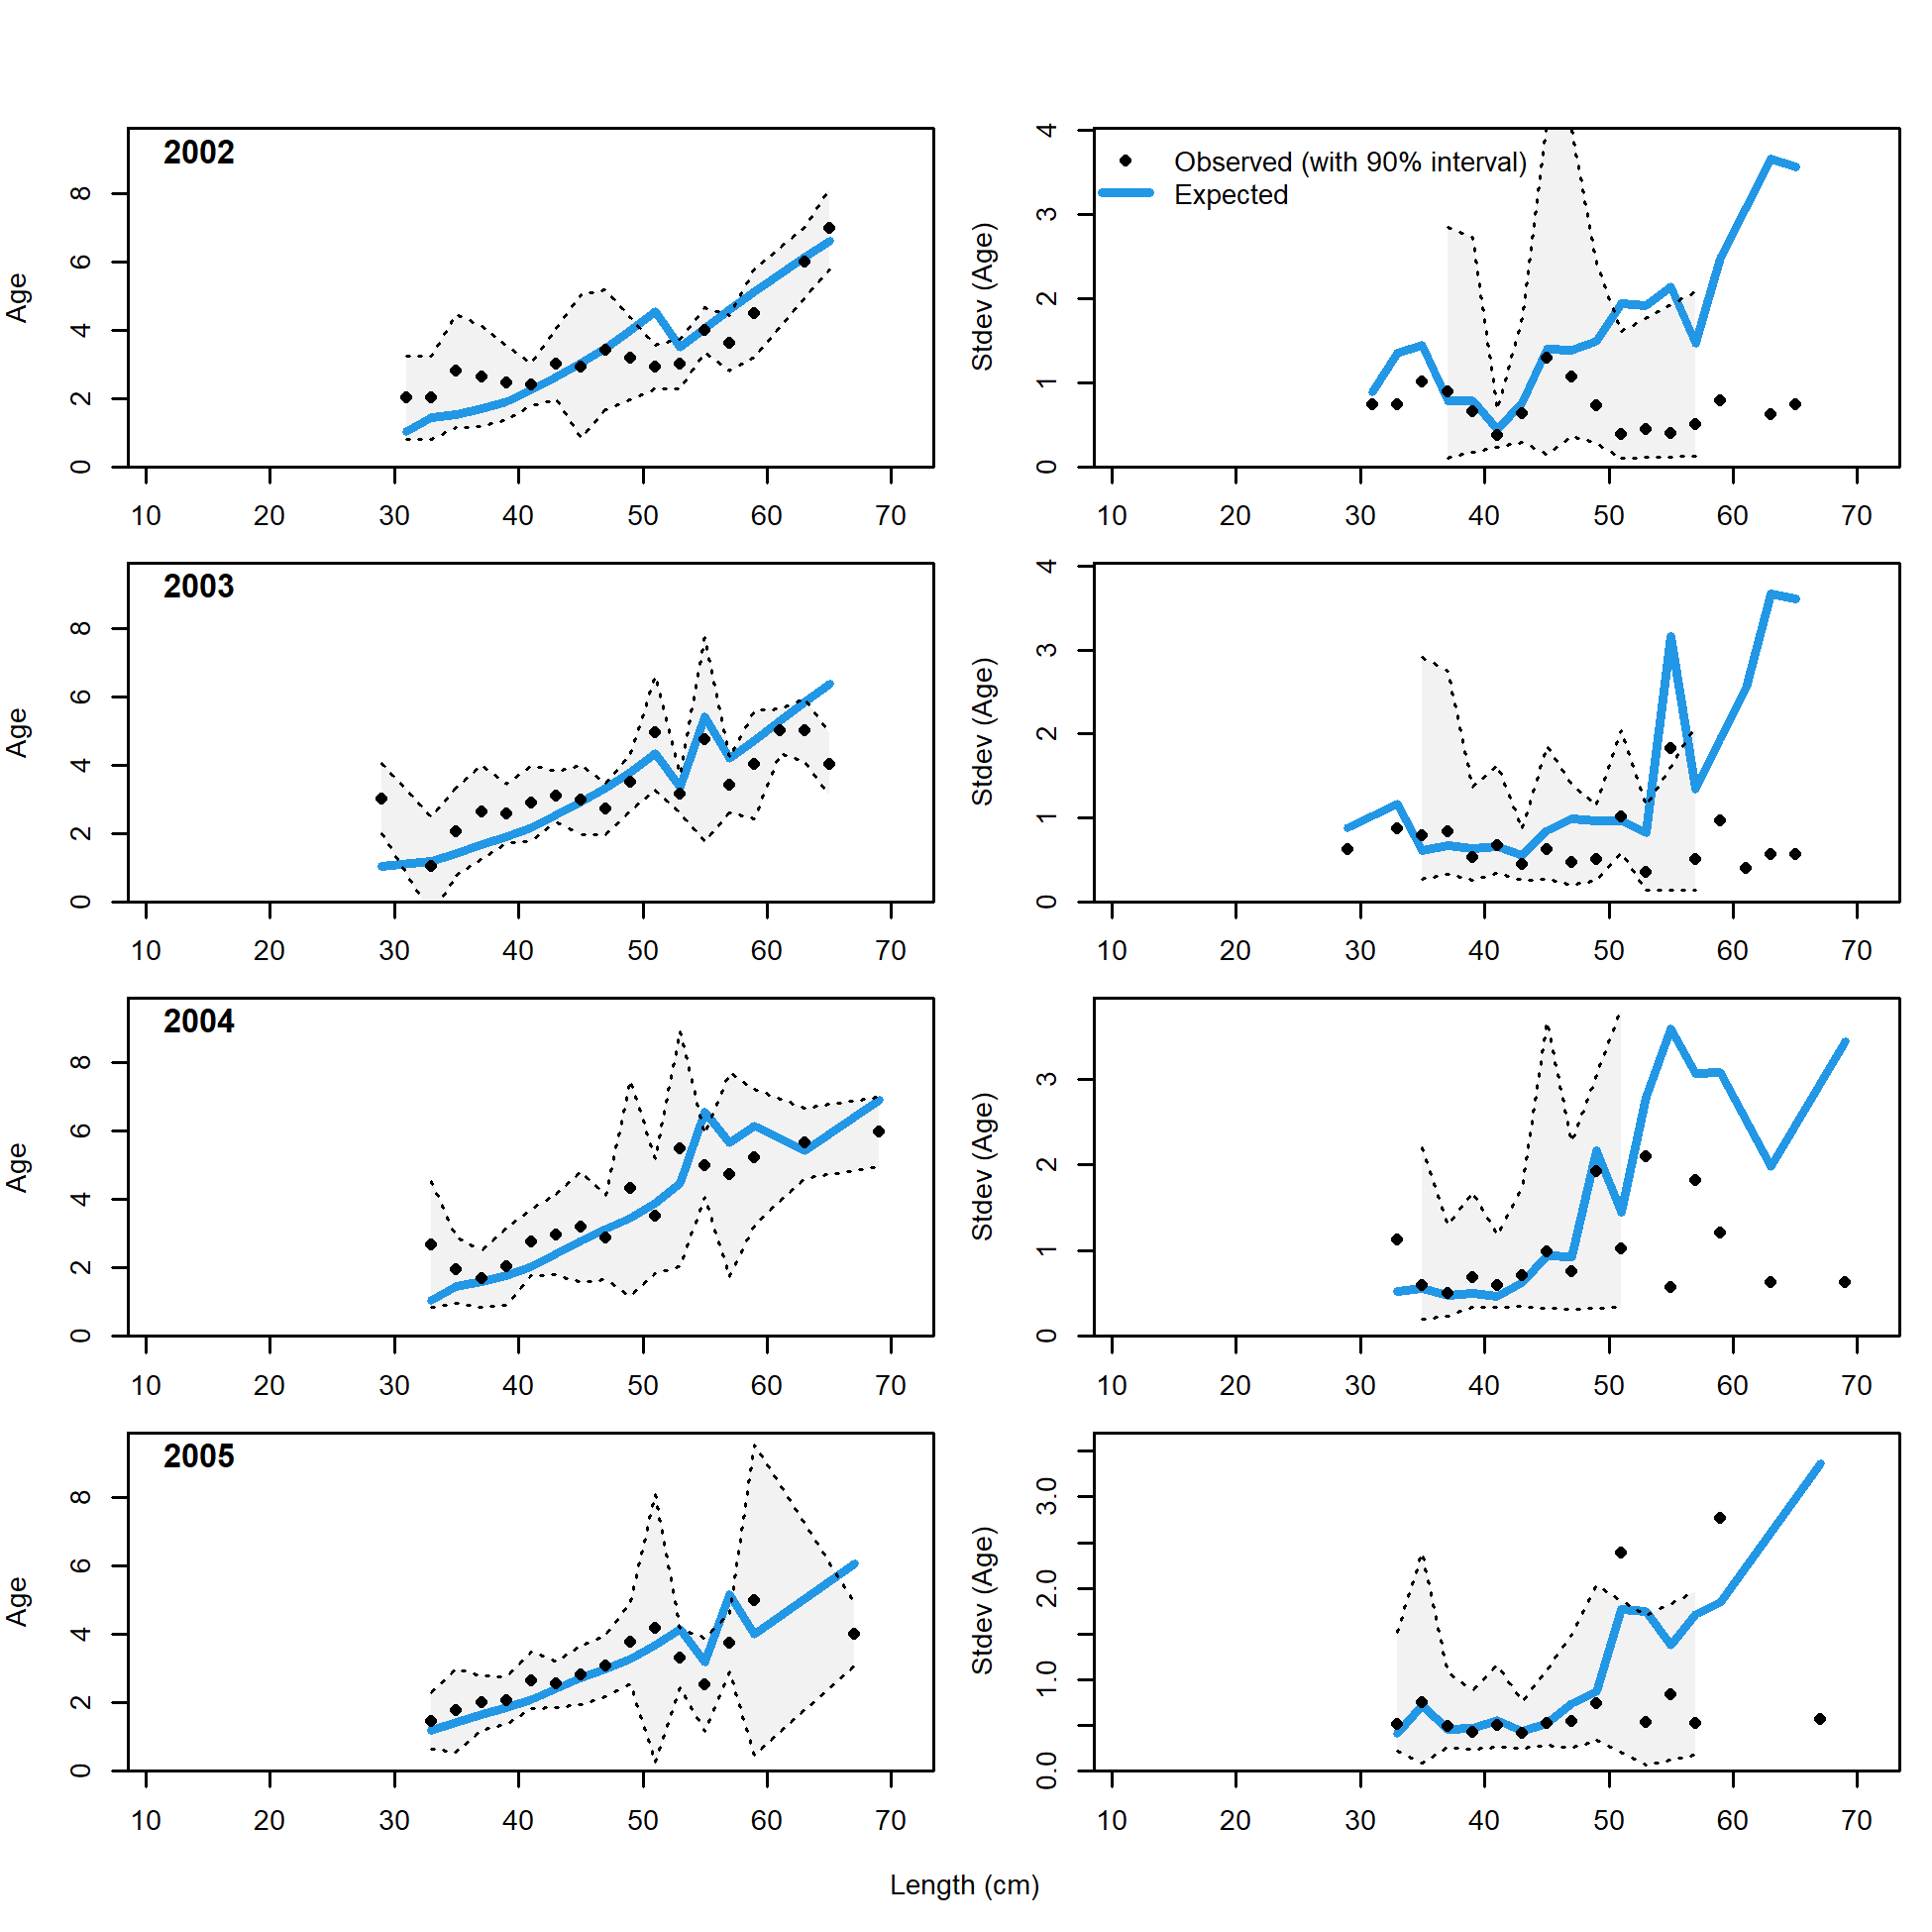 2002
Age
0 2 4 6 8
10 20 30 40 50 60 70
Observed (with 90% interval)
Expected
Stdev (Age)
0 1 2 3 4
10 20 30 40 50 60 70
2003
Age
0 2 4 6 8
10 20 30 40 50 60 70
Stdev (Age)
0 1 2 3 4
10 20 30 40 50 60 70
2004
Age
0 2 4 6 8
10 20 30 40 50 60 70
Stdev (Age)
0 1 2 3
10 20 30 40 50 60 70
2005
Age
0 2 4 6 8
10 20 30 40 50 60 70
Stdev (Age)
0.0 1.0 2.0 3.0
10 20 30 40 50 60 70
Length (cm)